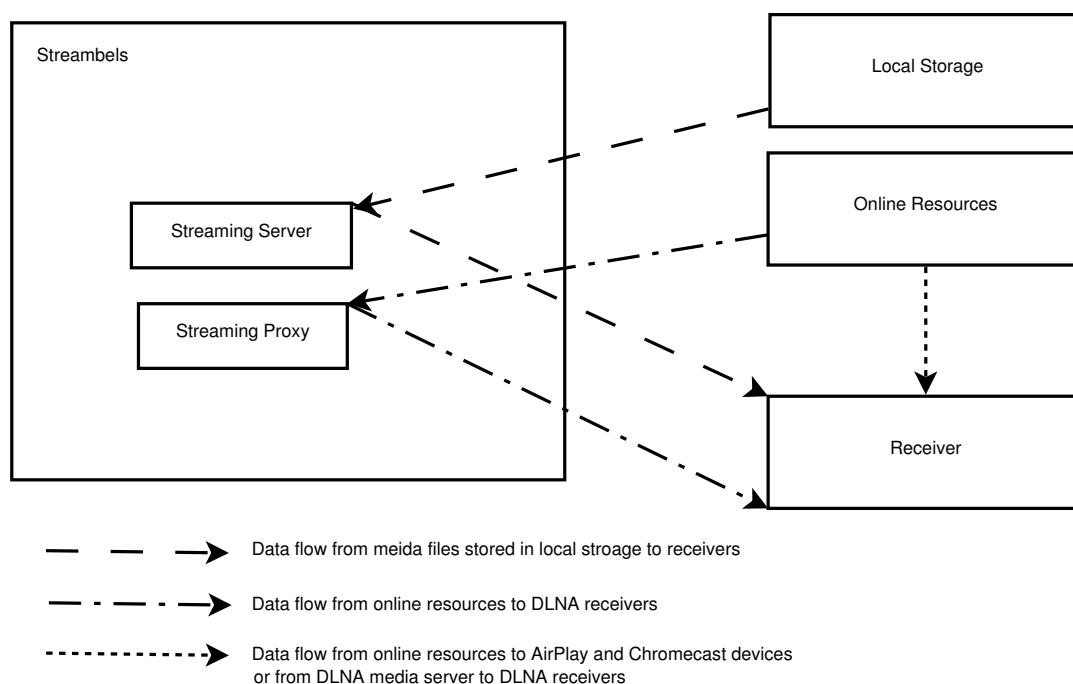 Streambels
Local Storage
Online Resources
Streaming Server
Streaming Proxy
Receiver
Data flow from meida files stored in local stroage to receivers
Data flow from online resources to DLNA receivers
Data flow from online resources to AirPlay and Chromecast devices
or from DLNA media server to DLNA receivers